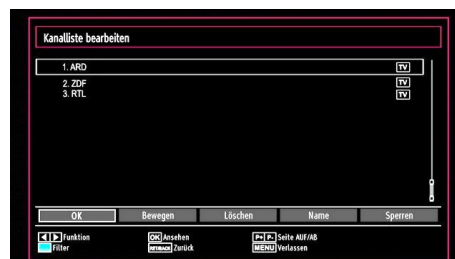 Kanalliste bearbeiten
1. ARD TV
2. ZDF TV
3. RTL TV
OK Bewegen Löschen Name Sperren
Funktion OK Ansehen P+ P- Seite AUF/AB
Filter RETBACK Zurück MENU Verlassen